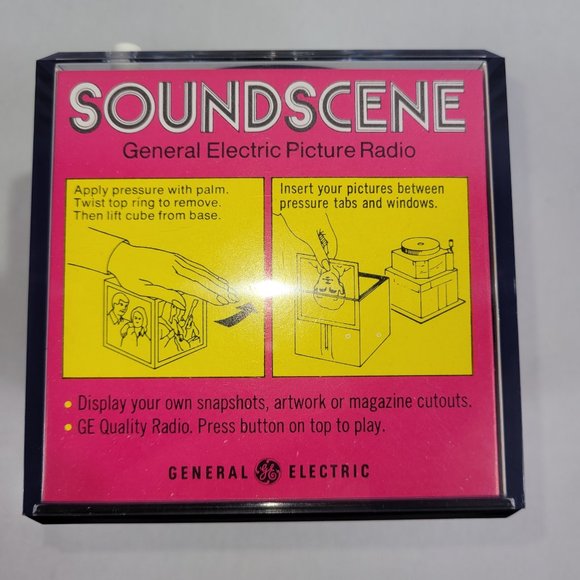 SOUNDSCENE
General Electric Picture Radio
Apply pressure with palm.
Twist top ring to remove.
Then lift cube from base.
Insert your pictures between
pressure tabs and windows.
• Display your own snapshots, artwork or magazine cutouts.
• GE Quality Radio. Press button on top to play.
GENERAL GE ELECTRIC